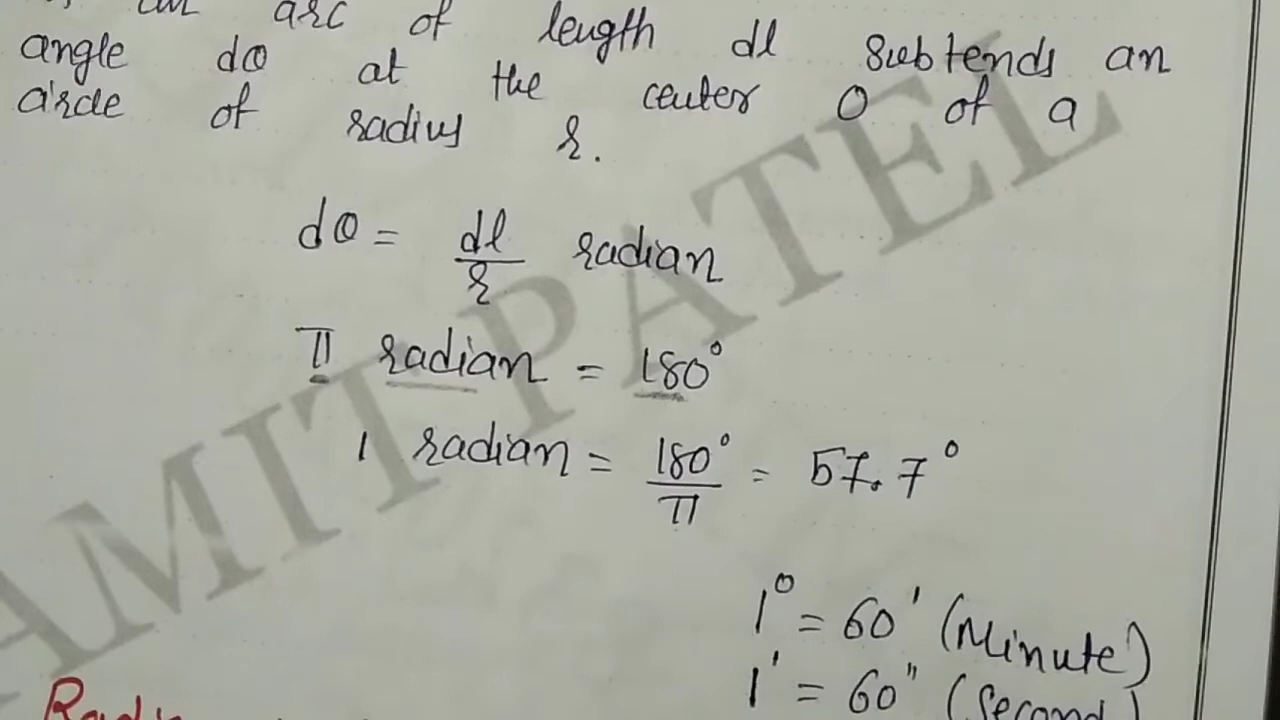 an arc of length dl subtends an
angle dθ at the center O of a
circle of radius r.
dθ = dl/r radian
π radian = 180°
1 radian = 180°/π = 57.7°
1° = 60' (Minute)
1' = 60" (Second)
AMIT PATEL